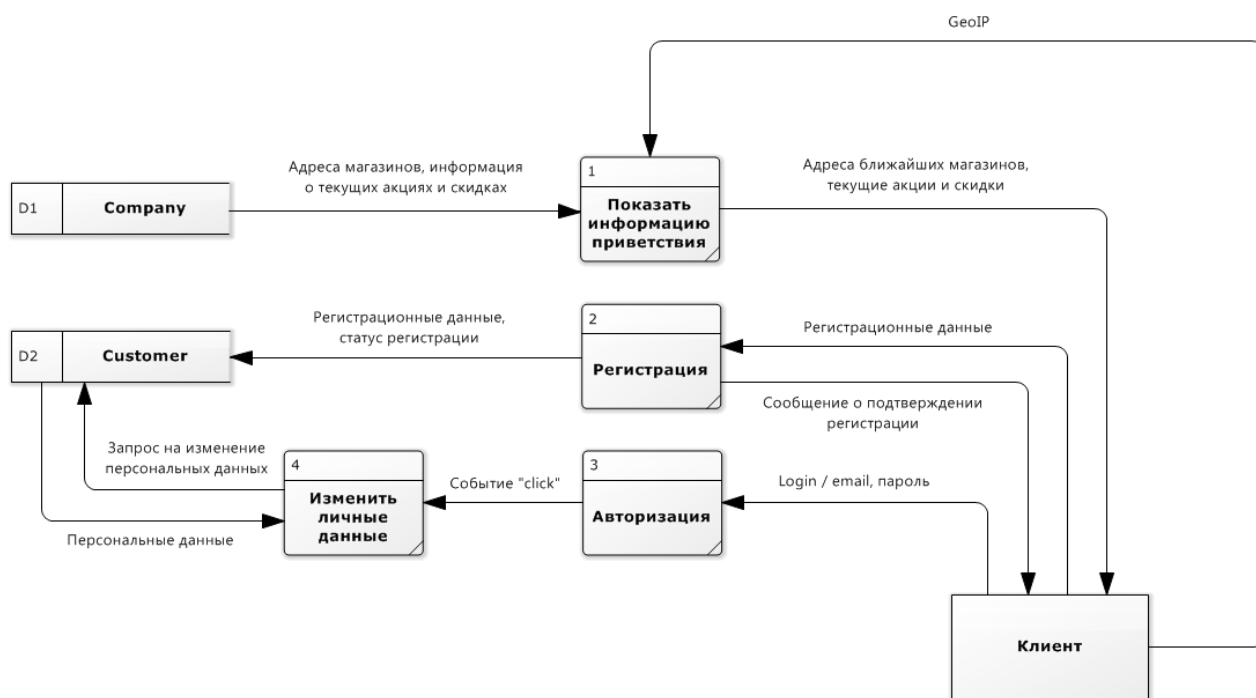 GeoIP
Адреса магазинов, информация
о текущих акциях и скидках
Адреса ближайших магазинов,
текущие акции и скидки
D1
Company
1
Показать
информацию
приветствия
Регистрационные данные,
статус регистрации
Регистрационные данные
D2
Customer
2
Регистрация
Сообщение о подтверждении
регистрации
Запрос на изменение
персональных данных
4
Изменить
личные
данные
Событие "click"
3
Авторизация
Login / email, пароль
Персональные данные
Клиент